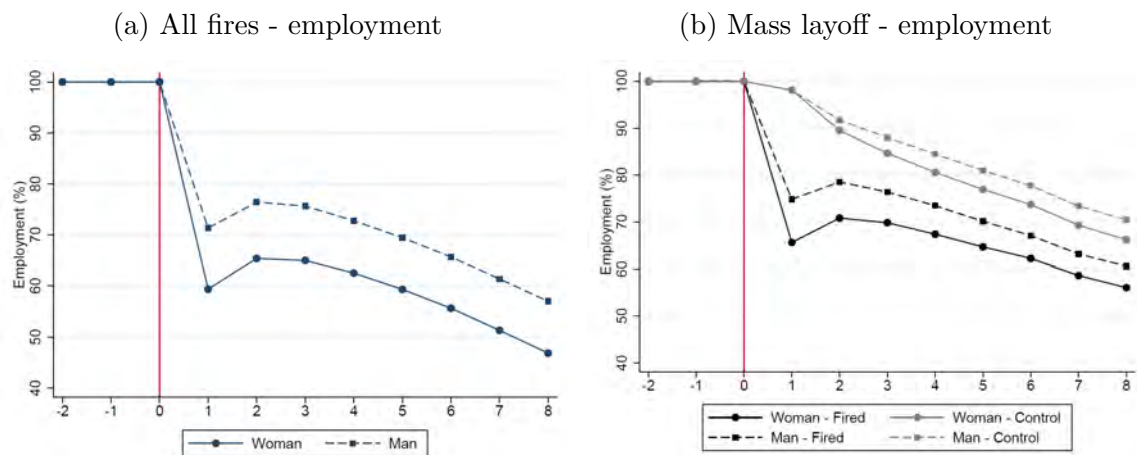 (a) All fires - employment
Employment (%)
100
90
80
70
60
50
40
-2 -1 0 1 2 3 4 5 6 7 8
Woman Man
(b) Mass layoff - employment
Employment (%)
100
90
80
70
60
50
40
-2 -1 0 1 2 3 4 5 6 7 8
Woman - Fired Woman - Control
Man - Fired Man - Control